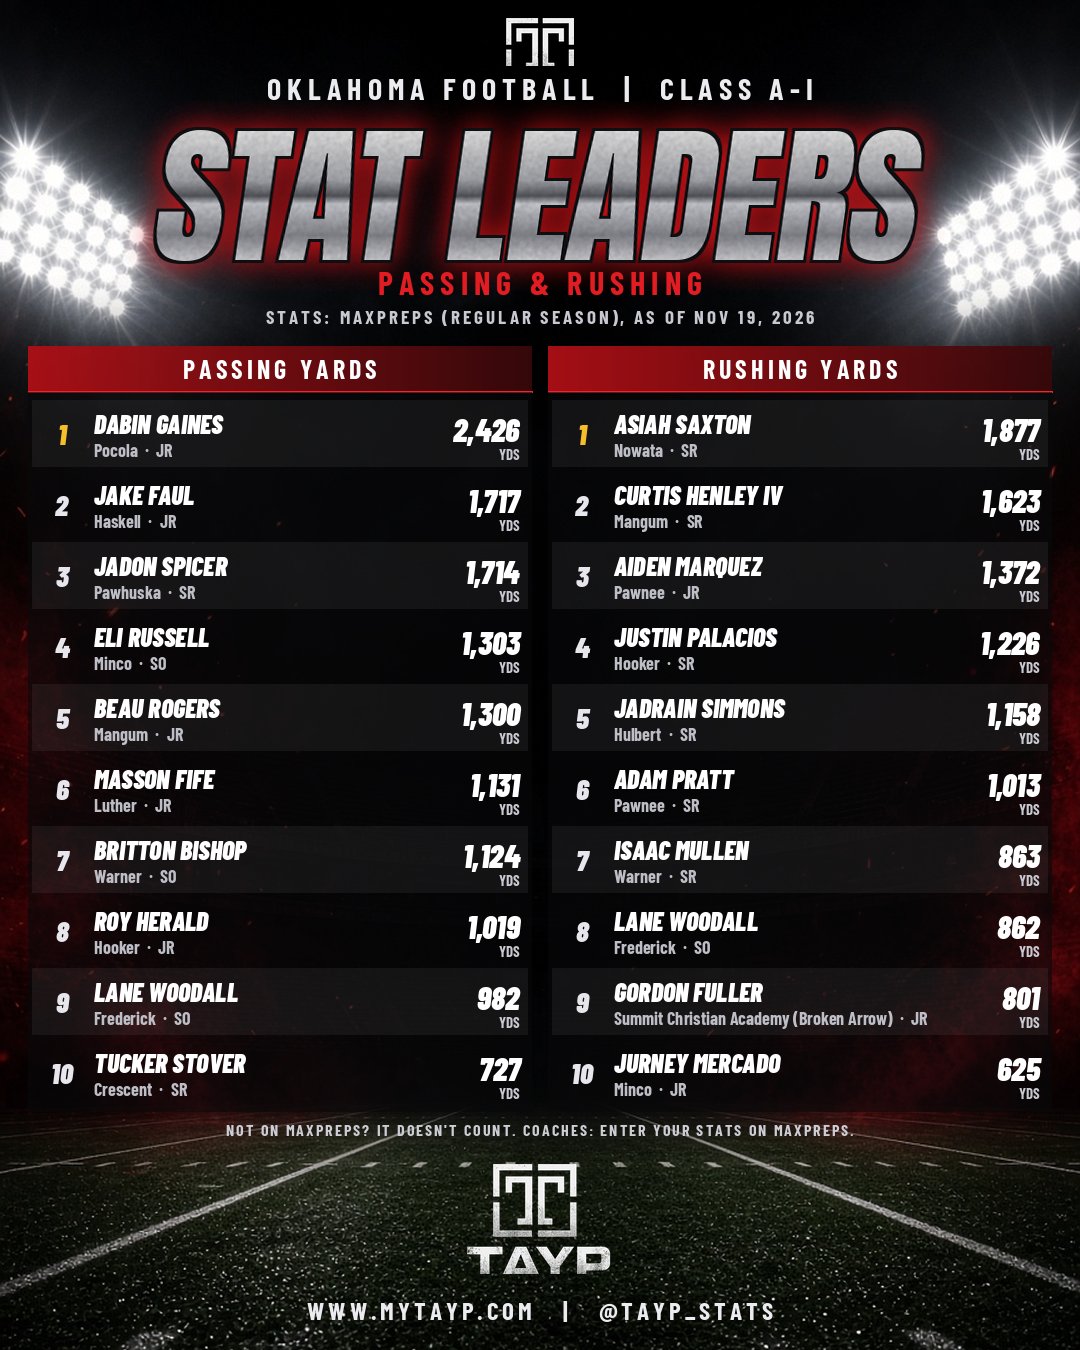 OKLAHOMA FOOTBALL | CLASS A-I
STAT LEADERS
PASSING & RUSHING
STATS: MAXPREPS (REGULAR SEASON), AS OF NOV 19, 2026
PASSING YARDS
1 DABIN GAINES 2,426
Pocola · JR YDS
2 JAKE FAUL 1,717
Haskell · JR YDS
3 JADON SPICER 1,714
Pawhuska · SR YDS
4 ELI RUSSELL 1,303
Minco · SO YDS
5 BEAU ROGERS 1,300
Mangum · JR YDS
6 MASSON FIFE 1,131
Luther · JR YDS
7 BRITTON BISHOP 1,124
Warner · SO YDS
8 ROY HERALD 1,019
Hooker · JR YDS
9 LANE WOODALL 982
Frederick · SO YDS
10 TUCKER STOVER 727
Crescent · SR YDS
RUSHING YARDS
1 ASIAH SAXTON 1,877
Nowata · SR YDS
2 CURTIS HENLEY IV 1,623
Mangum · SR YDS
3 AIDEN MARQUEZ 1,372
Pawnee · JR YDS
4 JUSTIN PALACIOS 1,226
Hooker · SR YDS
5 JADRAIN SIMMONS 1,158
Hulbert · SR YDS
6 ADAM PRATT 1,013
Pawnee · SR YDS
7 ISAAC MULLEN 863
Warner · SR YDS
8 LANE WOODALL 862
Frederick · SO YDS
9 GORDON FULLER 801
Summit Christian Academy (Broken Arrow) · JR YDS
10 JURNEY MERCADO 625
Minco · JR YDS
NOT ON MAXPREPS? IT DOESN'T COUNT. COACHES: ENTER YOUR STATS ON MAXPREPS.
TAYP
WWW.MYTAYP.COM | @TAYP_STATS